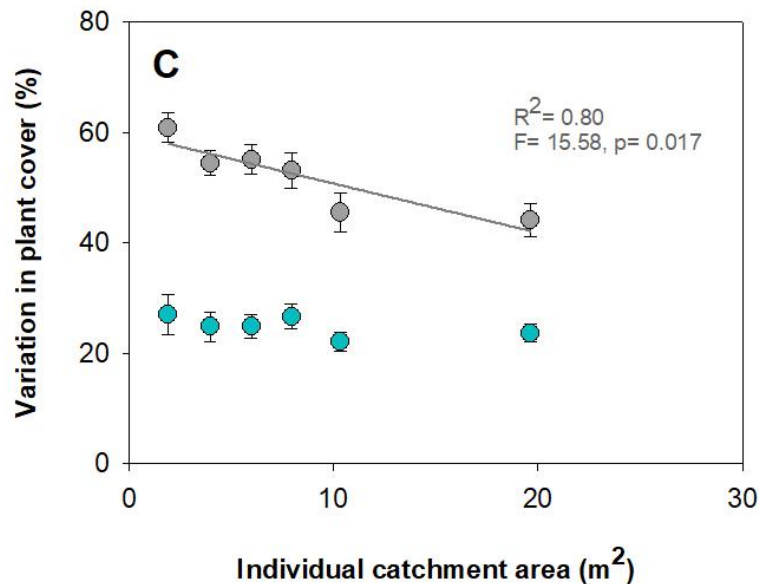 80
C
R2= 0.80
F= 15.58, p= 0.017
60
40
20
0
0 10 20 30
Variation in plant cover (%)
Individual catchment area (m2)